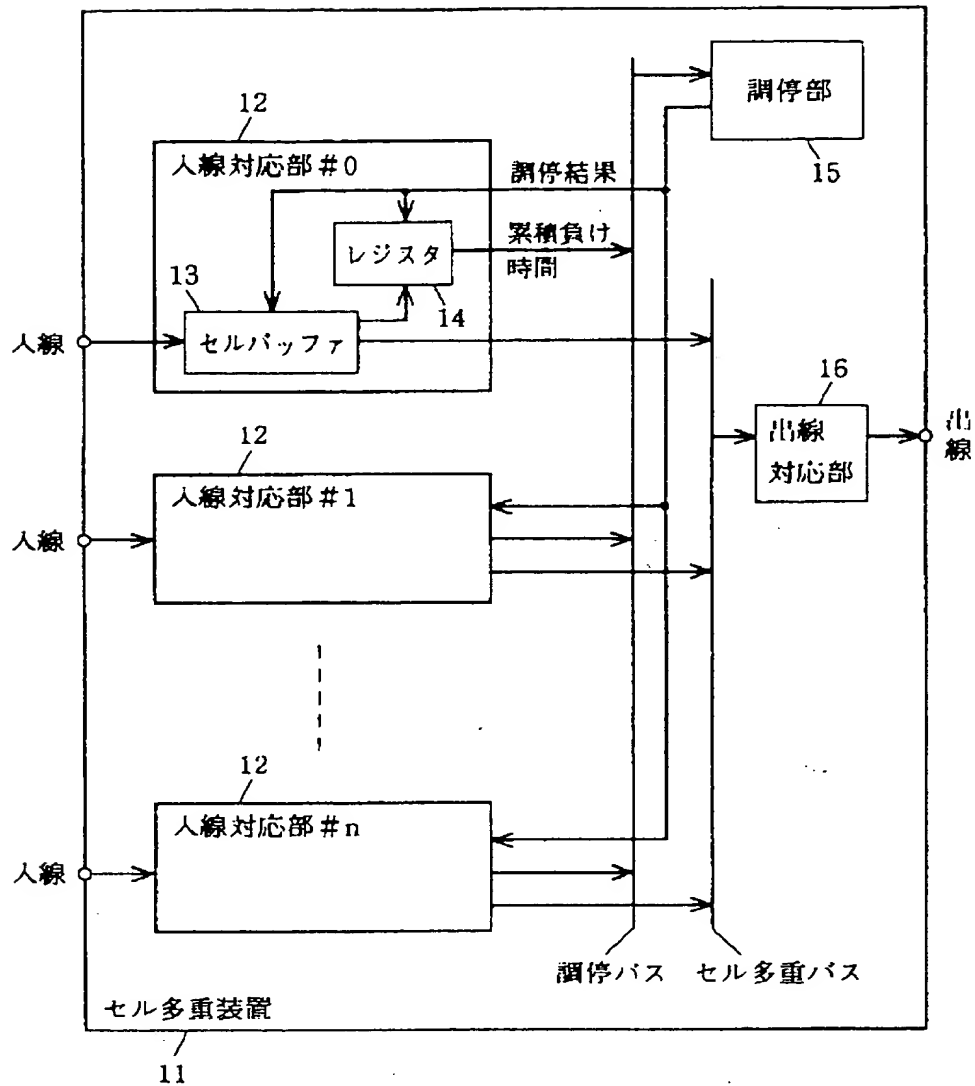 調停部
15
12
入線対応部#0
調停結果
累積負け
時間
レジスタ
14
13
セルバッファ
入線
16
出線
対応部
出
線
12
入線対応部#1
入線
12
入線対応部#n
入線
調停バス
セル多重バス
セル多重装置
11